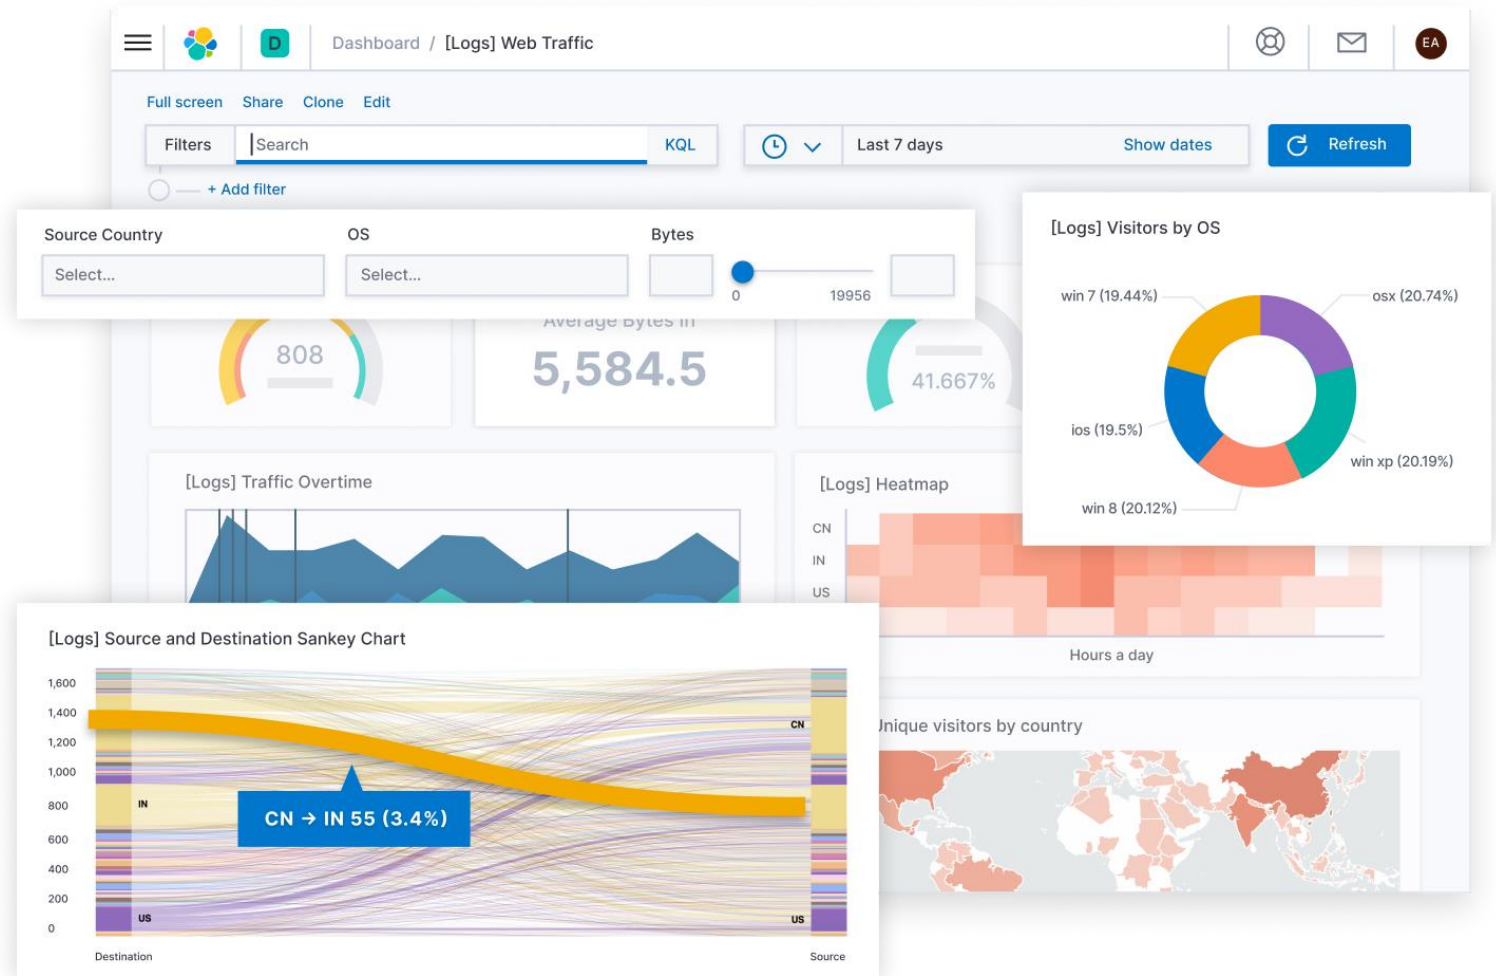 D
Dashboard / [Logs] Web Traffic
EA
Full screen Share Clone Edit
Filters Search KQL
Last 7 days Show dates
Refresh
+ Add filter
Source Country OS Bytes
Select... Select...
0 19956
[Logs] Visitors by OS
win 7 (19.44%) osx (20.74%)
ios (19.5%)
win xp (20.19%)
win 8 (20.12%)
808
Average Bytes In
5,584.5
41.667%
[Logs] Traffic Overtime
[Logs] Heatmap
CN
IN
US
Hours a day
[Logs] Source and Destination Sankey Chart
1,600
1,400
1,200
1,000
800
600
400
200
0
CN
IN
CN → IN 55 (3.4%)
US
US
Destination Source
Unique visitors by country